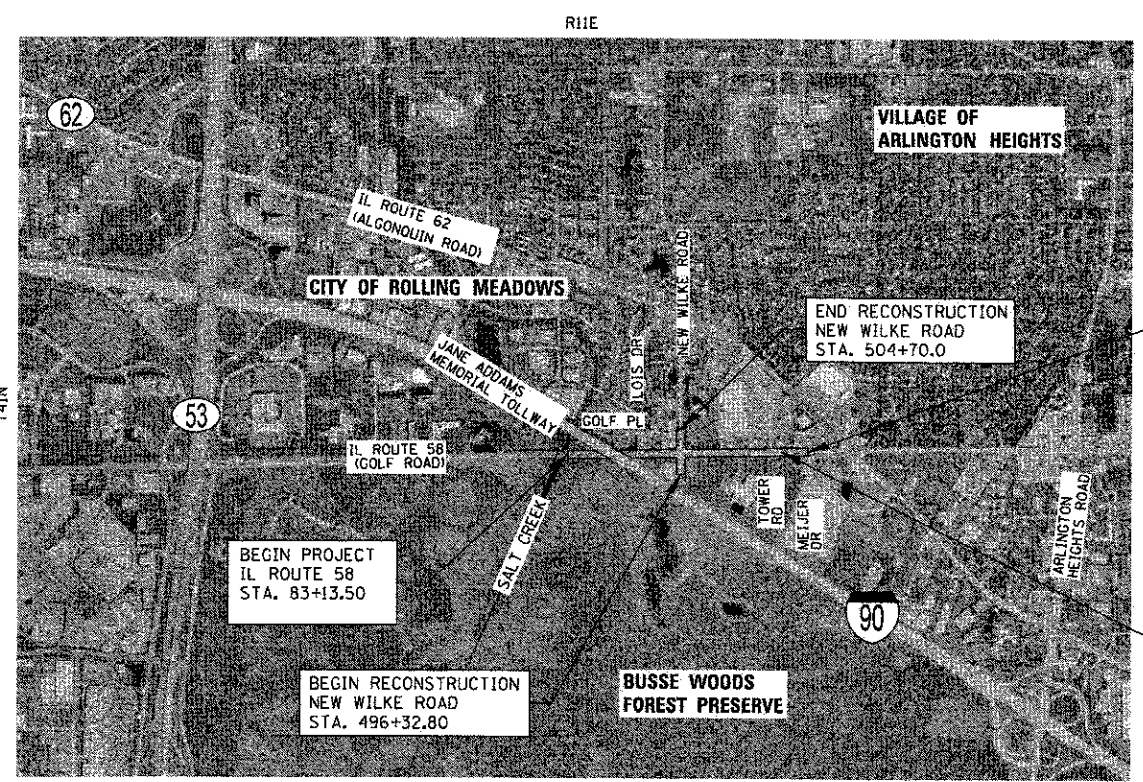 R11E
62
VILLAGE OF
ARLINGTON HEIGHTS
IL ROUTE 62
(ALGONQUIN ROAD)
CITY OF ROLLING MEADOWS
NEW WILKE ROAD
END RECONSTRUCTION
NEW WILKE ROAD
STA. 504+70.0
JANE ADDAMS
MEMORIAL TOLLWAY
LOIS DR
T41N
53
GOLF PL
IL ROUTE 58
(GOLF ROAD)
TOWER
RD
MEIJER
DR
ARLINGTON
HEIGHTS ROAD
SALT CREEK
BEGIN PROJECT
IL ROUTE 58
STA. 83+13.50
90
BEGIN RECONSTRUCTION
NEW WILKE ROAD
STA. 496+32.80
BUSSE WOODS
FOREST PRESERVE